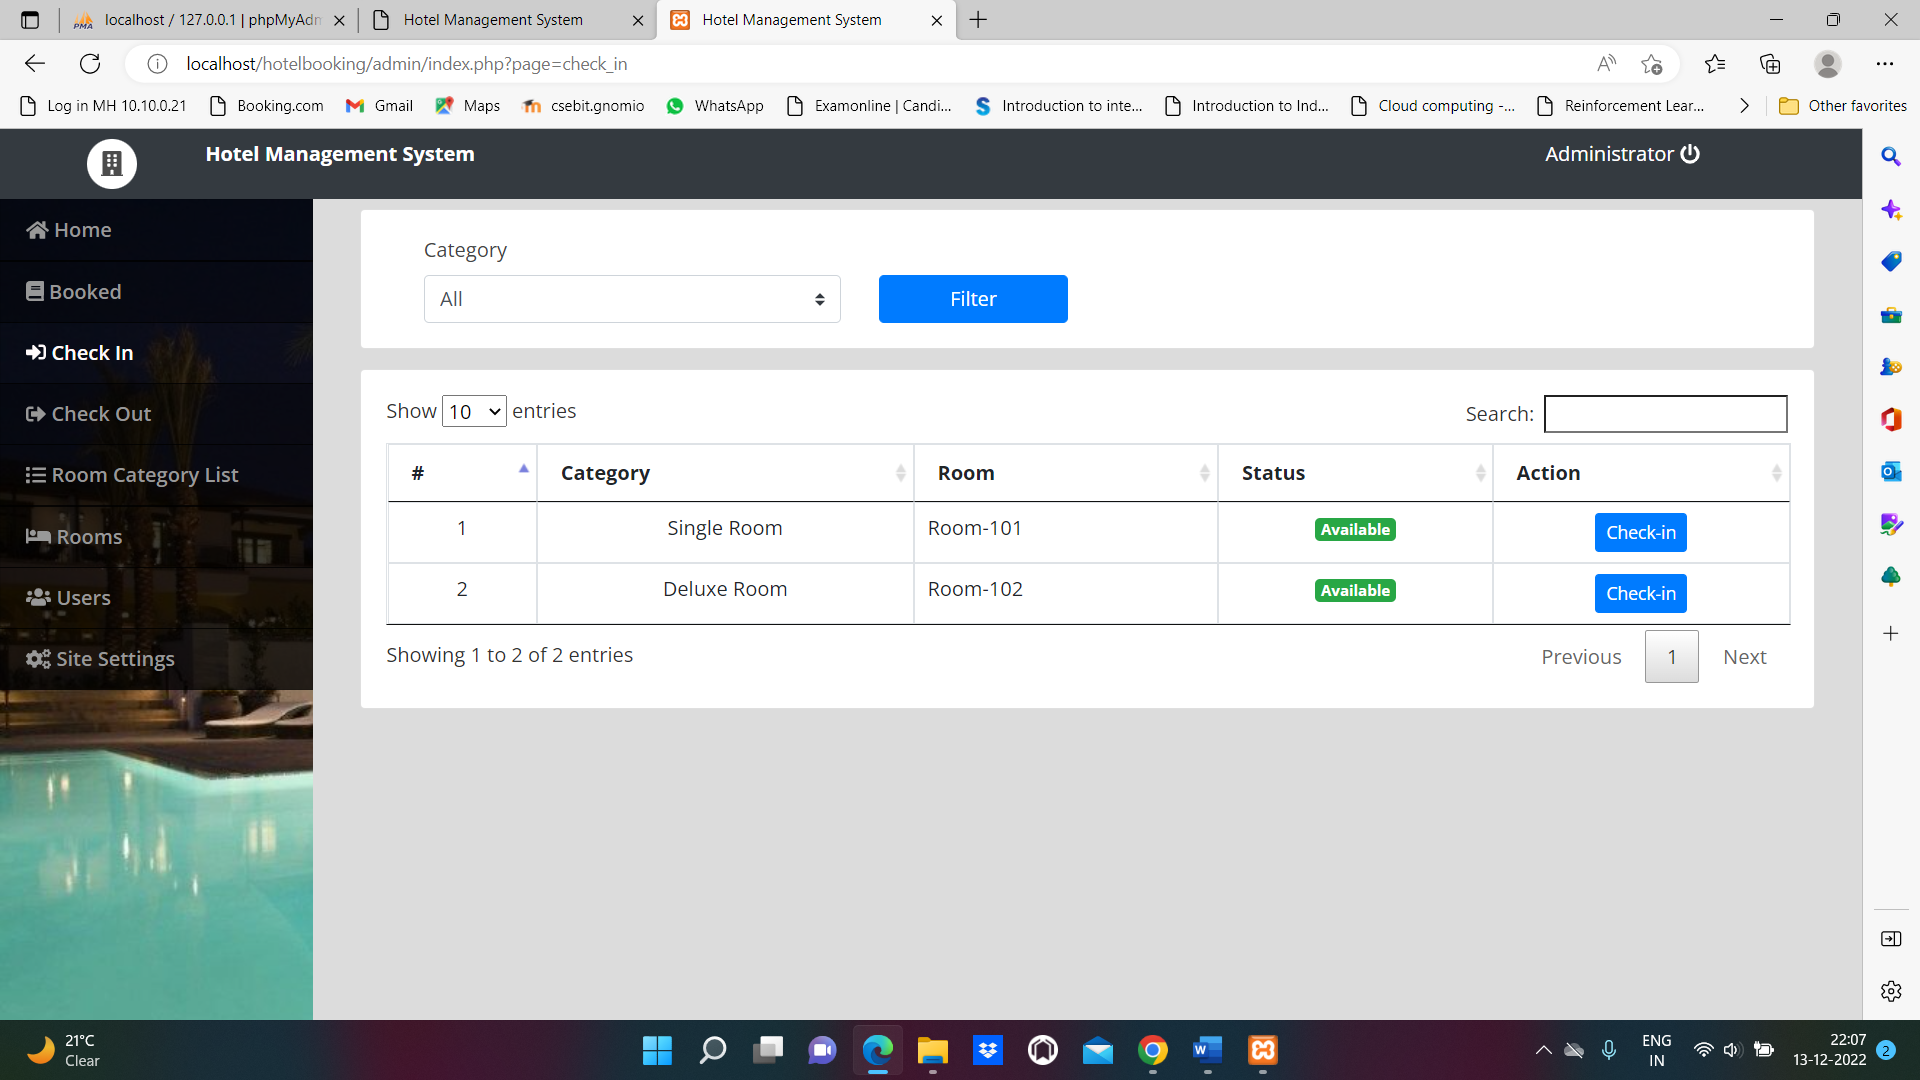 localhost / 127.0.0.1 | phpMyAdm
Hotel Management System
Hotel Management System
localhost/hotelbooking/admin/index.php?page=check_in
Log in MH 10.10.0.21
Booking.com
Gmail
Maps
csebit.gnomio
WhatsApp
Examonline | Candi...
Introduction to inte...
Introduction to Ind...
Cloud computing -...
Reinforcement Lear...
Other favorites
Hotel Management System
Administrator
Home
Booked
Check In
Check Out
Room Category List
Rooms
Users
Site Settings
Category
All
Filter
Show 10 entries
Search:
# Category Room Status Action
1 Single Room Room-101 Available Check-in
2 Deluxe Room Room-102 Available Check-in
Showing 1 to 2 of 2 entries
Previous 1 Next
21°C
Clear
ENG
IN
22:07
13-12-2022
2